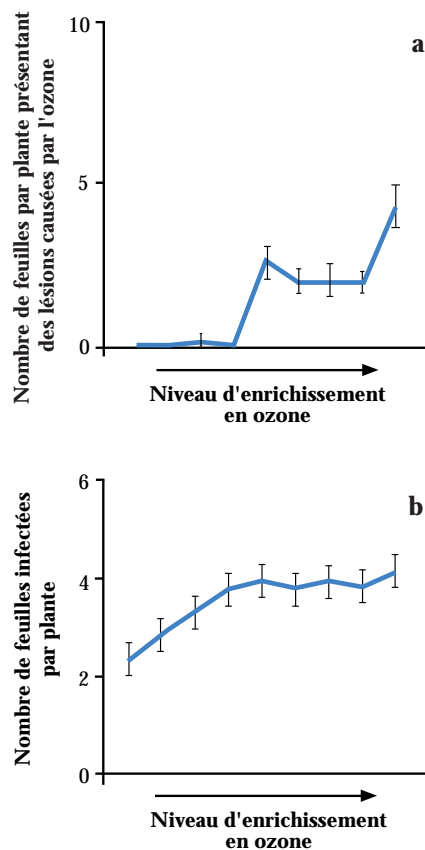 Nombre de feuilles par plante présentant
des lésions causées par l'ozone
10
5
0
a
Niveau d'enrichissement
en ozone
Nombre de feuilles infectées
par plante
6
4
2
0
b
Niveau d'enrichissement
en ozone